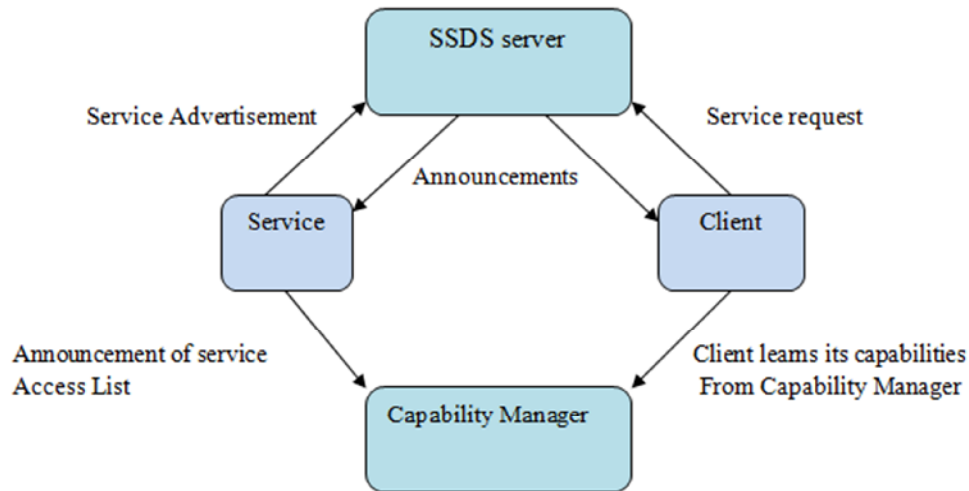 SSDS server
Service Advertisement
Service request
Announcements
Service
Client
Announcement of service
Access List
Client learns its capabilities
From Capability Manager
Capability Manager